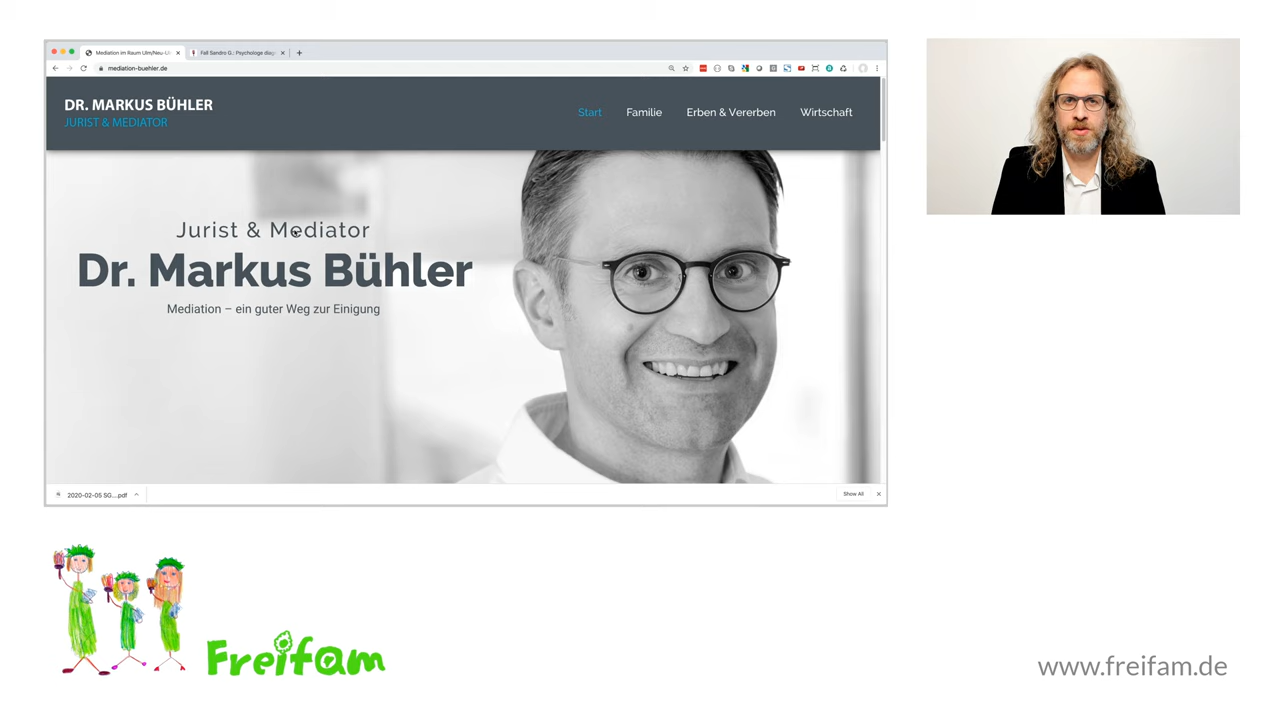 Mediation im Raum Ulm/Neu-Ul
Fall Sandro G.: Psychologe diag
mediation-buehler.de
DR. MARKUS BÜHLER
JURIST & MEDIATOR
Start
Familie
Erben & Vererben
Wirtschaft
Jurist & Mediator
Dr. Markus Bühler
Mediation – ein guter Weg zur Einigung
2020-02-05 SG....pdf
Show All
Freifam
www.freifam.de